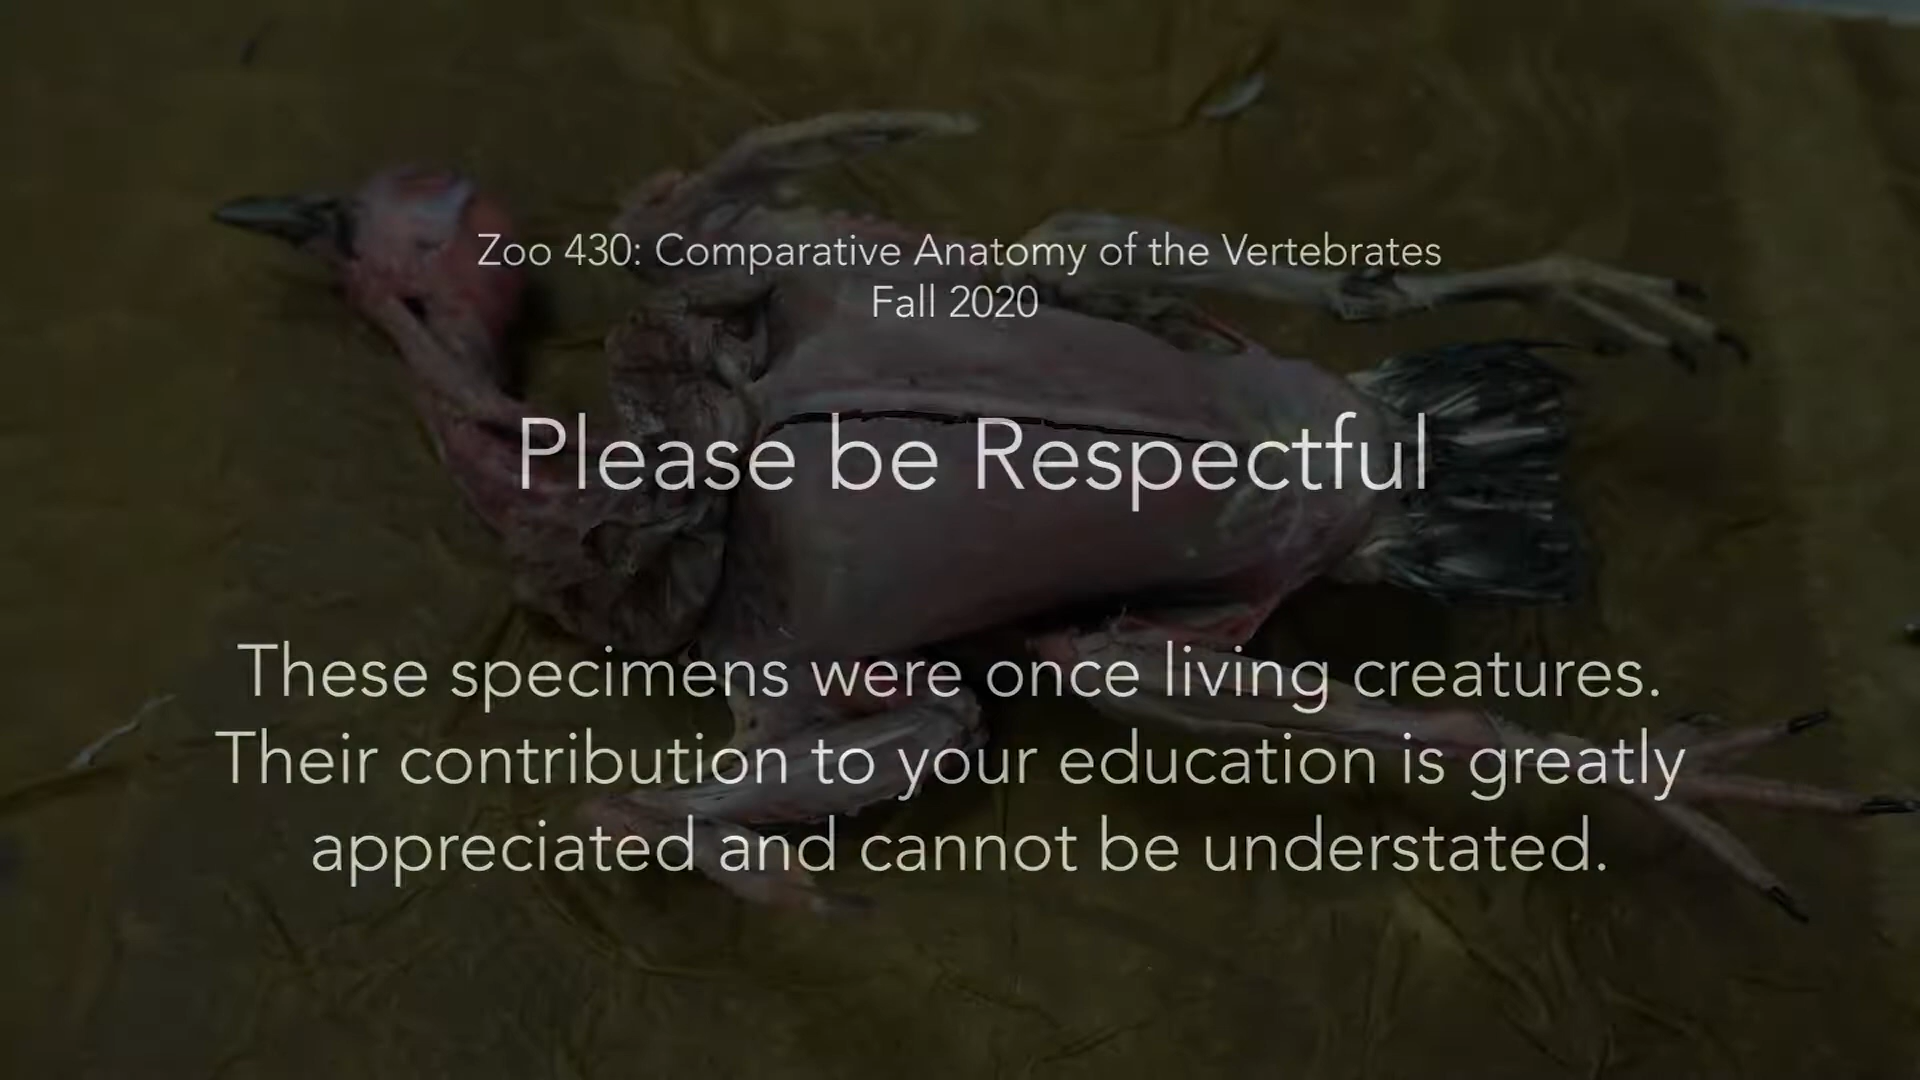 Zoo 430: Comparative Anatomy of the Vertebrates
Fall 2020
Please be Respectful
These specimens were once living creatures.
Their contribution to your education is greatly
appreciated and cannot be understated.